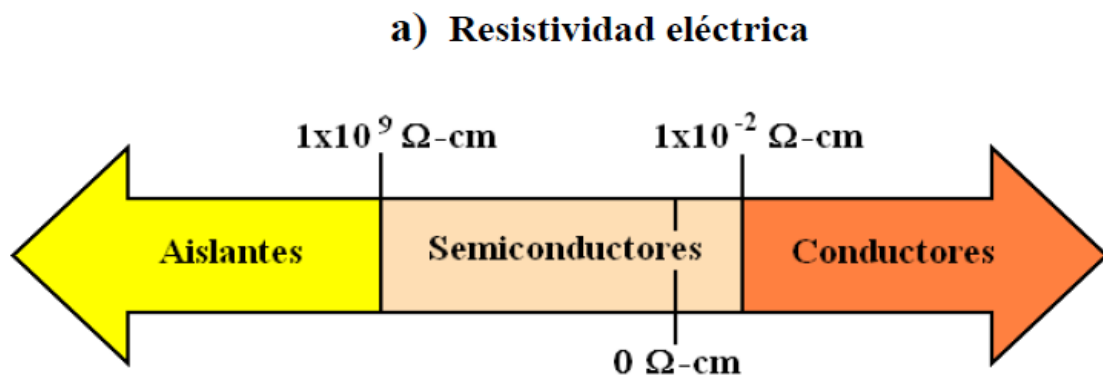 a) Resistividad eléctrica
1x10⁹ Ω-cm 1x10⁻² Ω-cm
Aislantes Semiconductores Conductores
0 Ω-cm